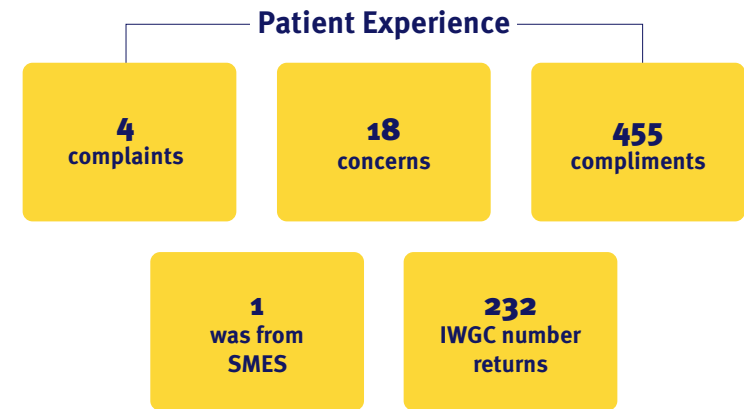 Patient Experience
4
complaints
18
concerns
455
compliments
1
was from
SMES
232
IWGC number
returns